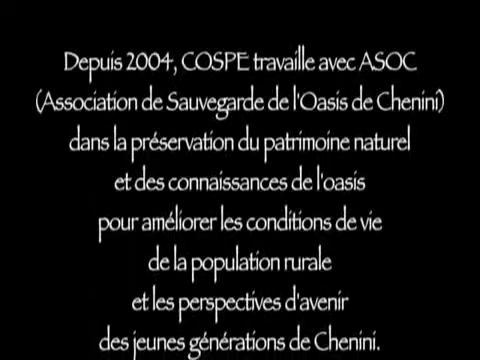 Depuis 2004, COSPE travaille avec ASOC
(Association de Sauvegarde de l'Oasis de Chenini)
dans la préservation du patrimoine naturel
et des connaissances de l'oasis
pour améliorer les conditions de vie
de la population rurale
et les perspectives d'avenir
des jeunes générations de Chenini.